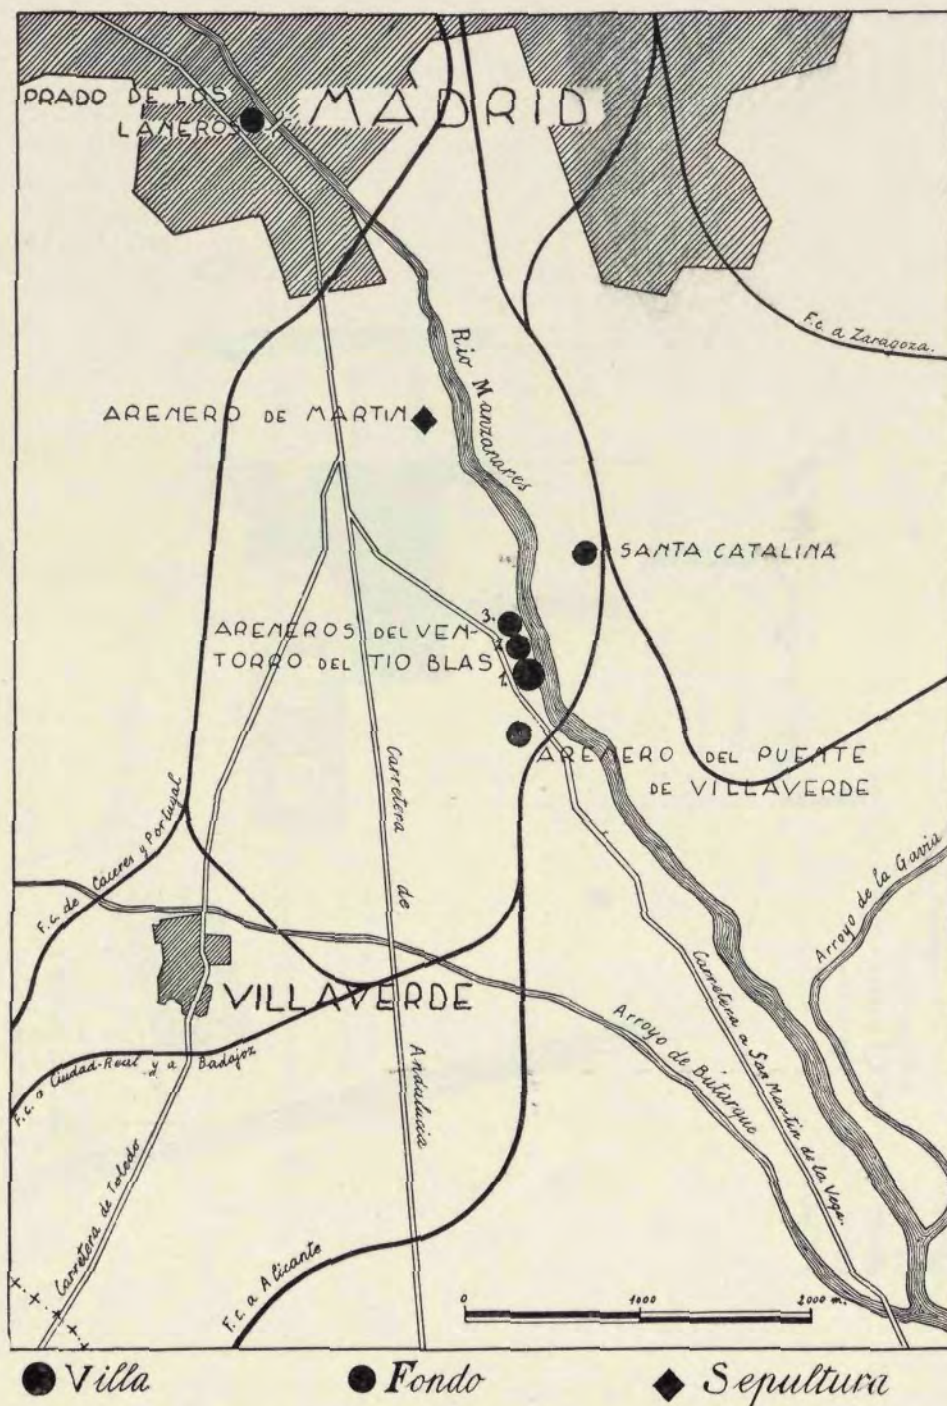 MADRID
PRADO DE LOS
LANEROS
F.c. a Zaragoza.
Rio Manzanares
ARENERO DE MARTIN
SANTA CATALINA
3.
ARENEROS DEL VEN-
2.
TORRO DEL TIO BLAS
1.
ARENERO DEL PUENTE
DE VILLAVERDE
Carretera de Andalucia
F.c. de Cáceres y Portugal
Arroyo de la Gavia
VILLAVERDE
Carretera a San Martin de la Vega.
Arroyo de Butarque
F.c. a Ciudad-Real y a Badajoz
Carretera de Toledo
F.c. a Alicante
0 1000 2000 m.
Villa Fondo Sepultura